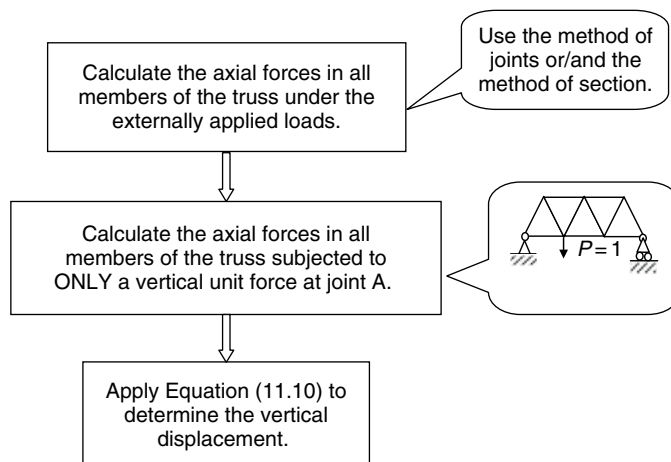 Calculate the axial forces in all
members of the truss under the
externally applied loads.
Use the method of
joints or/and the
method of section.
Calculate the axial forces in all
members of the truss subjected to
ONLY a vertical unit force at joint A.
P = 1
Apply Equation (11.10) to
determine the vertical
displacement.